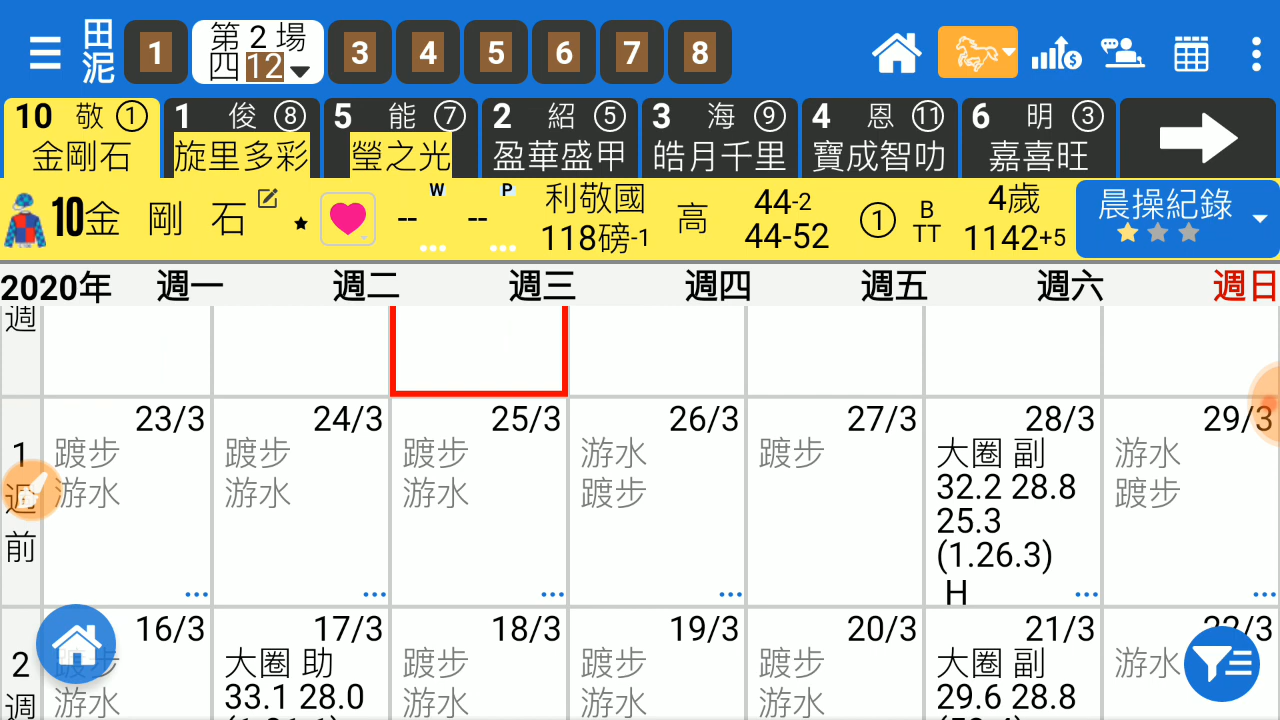 田泥 1 第 2 場 四 12 3 4 5 6 7 8
10 敬 ① 1 俊 ⑧ 5 能 ⑦ 2 紹 ⑤ 3 海 ⑨ 4 恩 ⑪ 6 明 ③
金剛石 旋里多彩 瑩之光 盈華盛甲 皓月千里 寶成智叻 嘉喜旺
10 金 剛 石 -- W -- P 利敬國 高 44-2 ① B 4歲 晨操紀錄
118磅-1 44-52 TT 1142+5
2020年 週一 週二 週三 週四 週五 週六 週日
週
1週前
23/3 24/3 25/3 26/3 27/3 28/3 29/3
踱步 踱步 踱步 游水 踱步 大圈 副 游水
游水 游水 游水 踱步 32.2 28.8 踱步
25.3
(1.26.3)
H
2週
16/3 17/3 18/3 19/3 20/3 21/3 22/3
踱步 大圈 助 踱步 踱步 踱步 大圈 副 游水
游水 33.1 28.0 游水 游水 游水 29.6 28.8